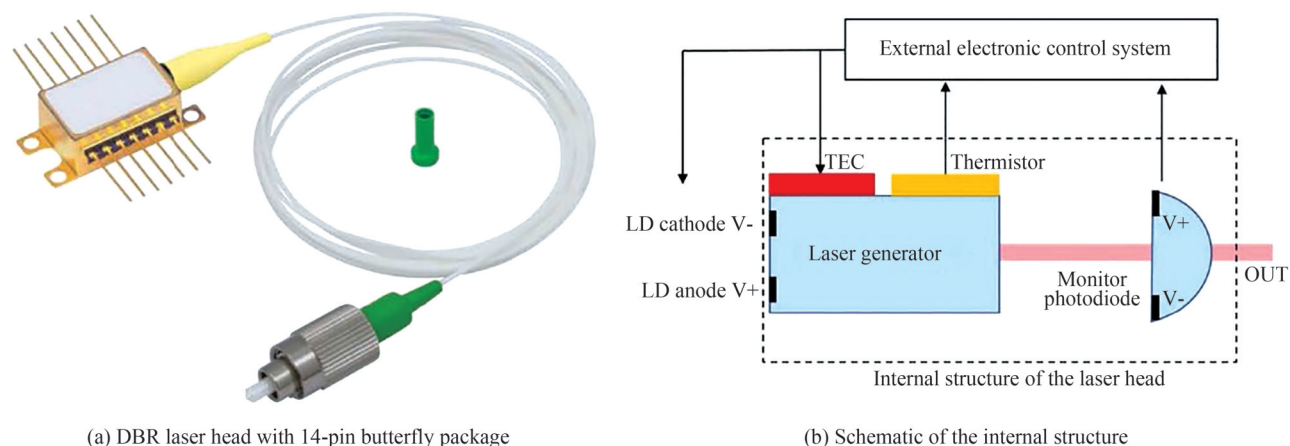 External electronic control system
TEC
Thermistor
LD cathode V-
Laser generator
LD anode V+
V+
Monitor
photodiode
V-
OUT
Internal structure of the laser head
(a) DBR laser head with 14-pin butterfly package
(b) Schematic of the internal structure